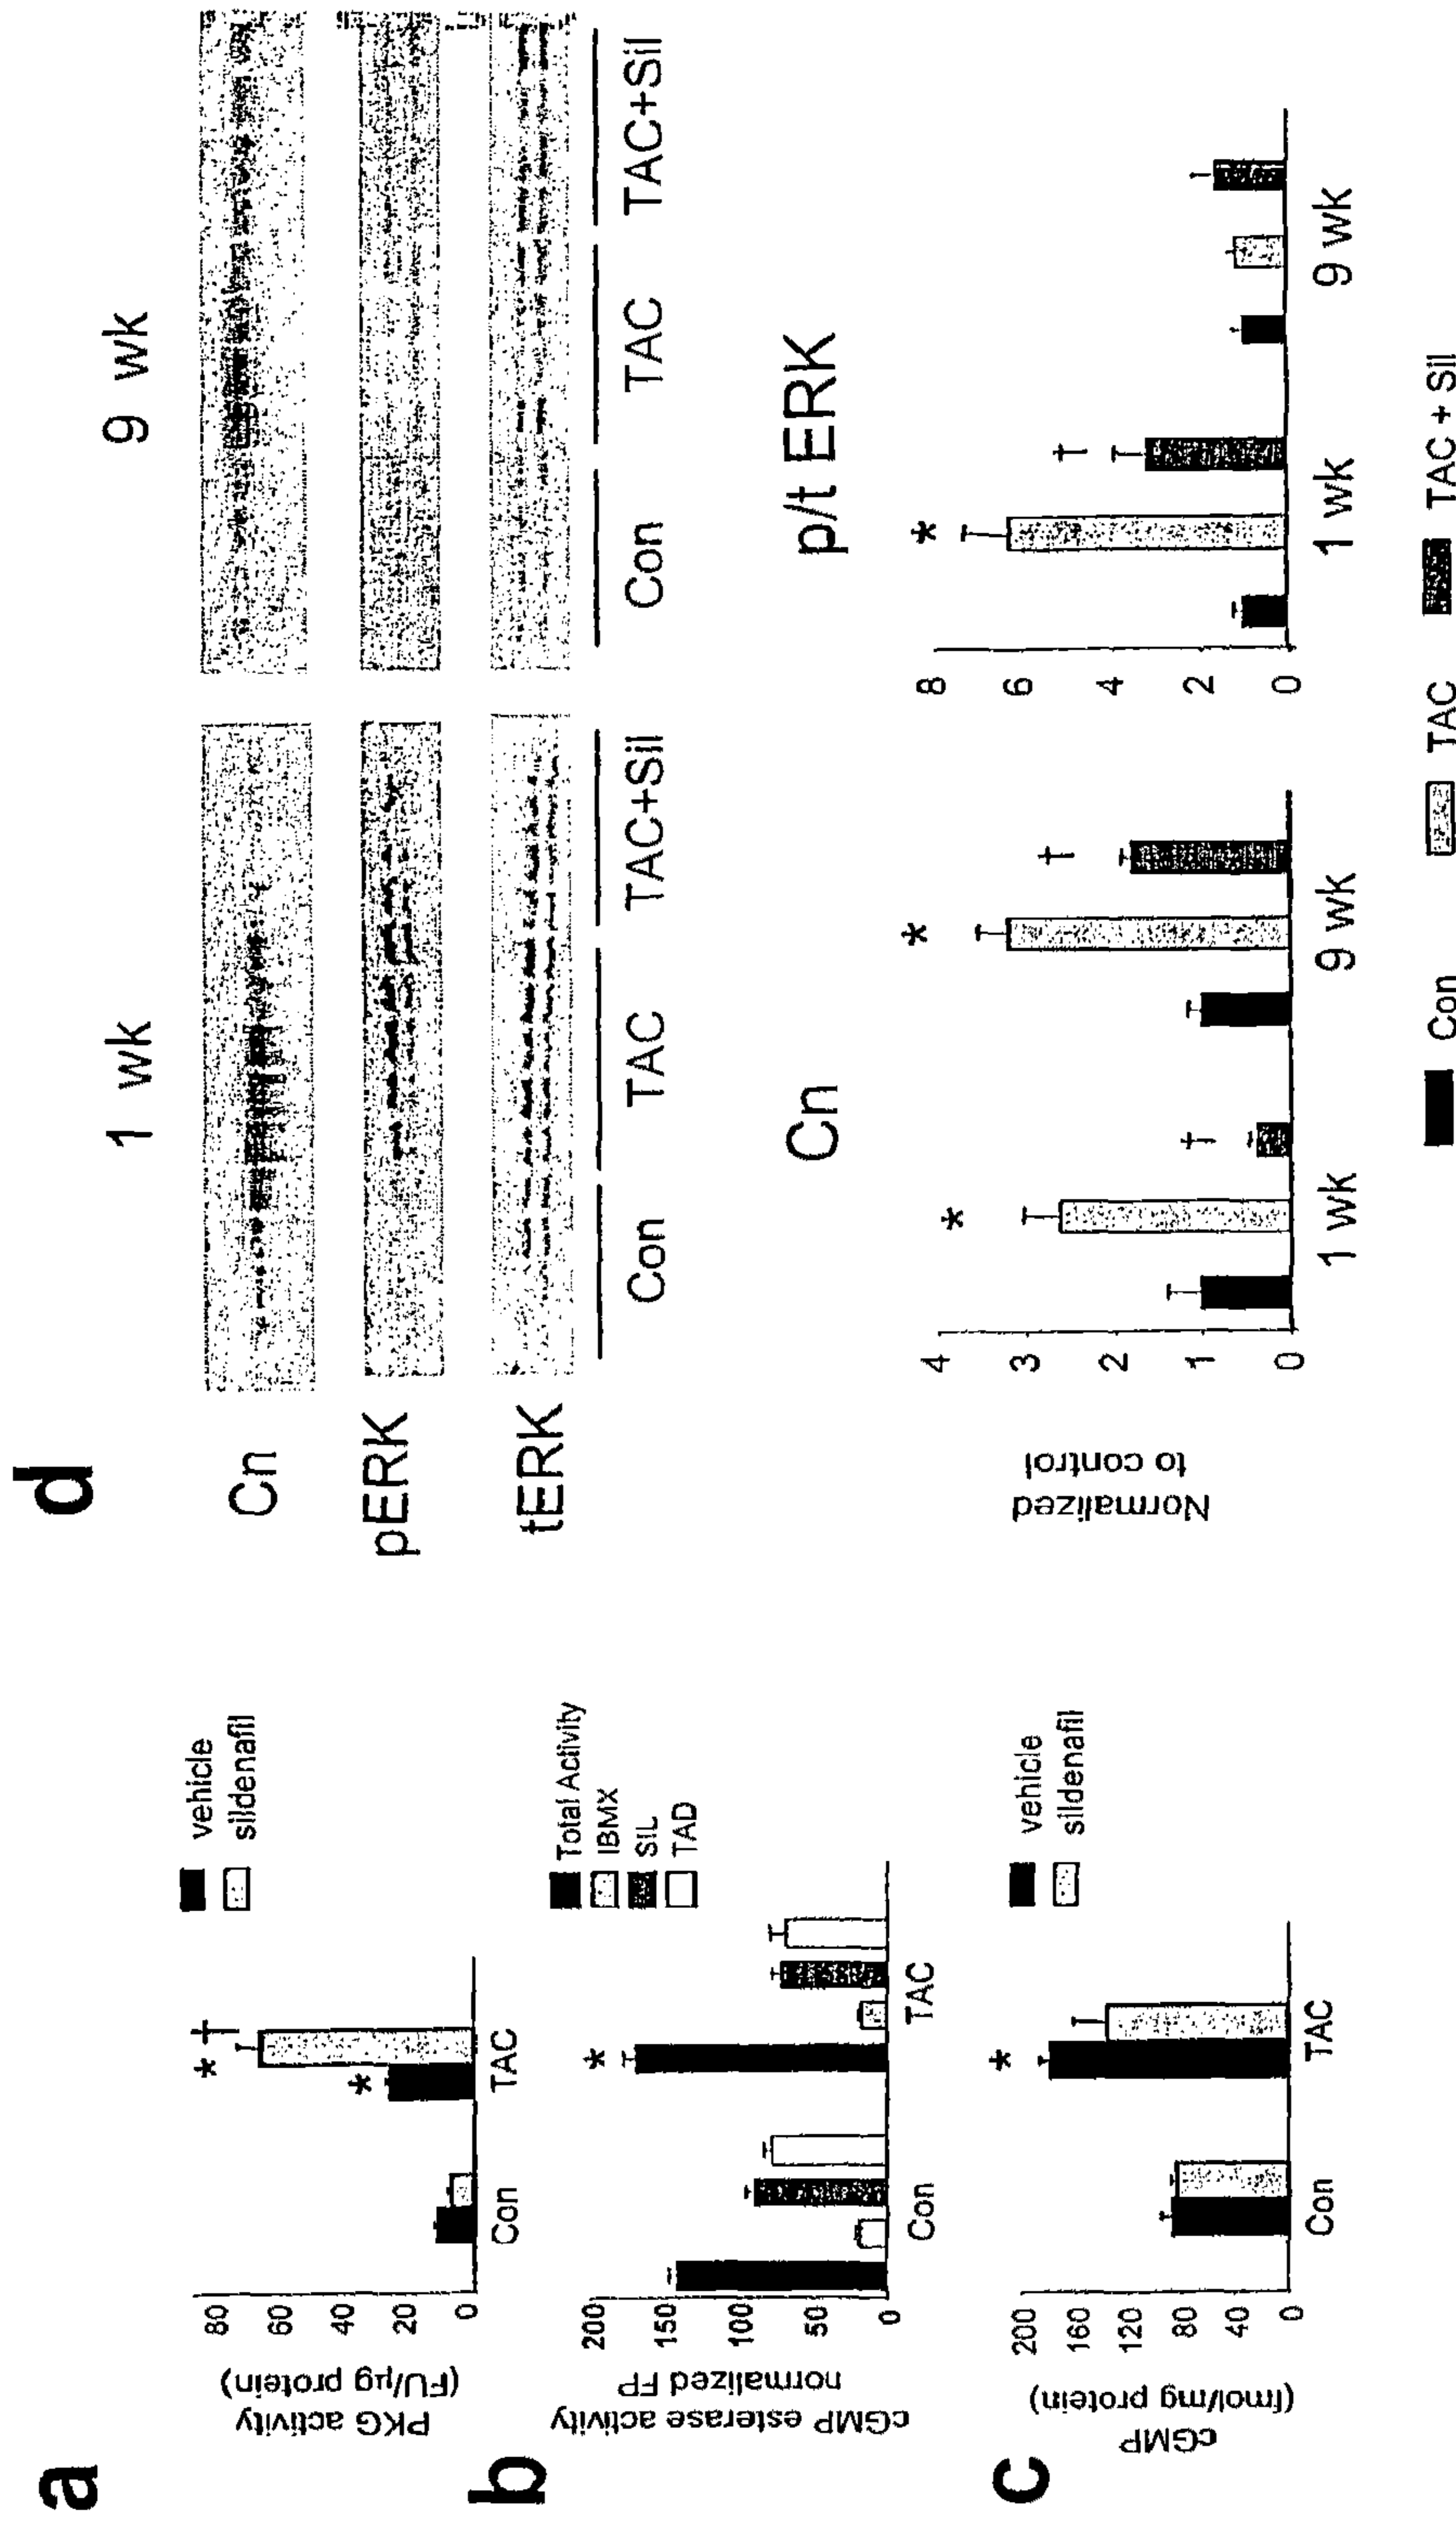 a
PKG activity
(FU/µg protein)
80
60
40
20
0
*
* †
Con
TAC
vehicle
sildenafil
b
cGMP esterase activity
normalized FP
200
150
100
50
0
*
Con
TAC
Total Activity
IBMX
SIL
TAD
c
cGMP
(fmol/mg protein)
200
160
120
80
40
0
*
Con
TAC
vehicle
sildenafil
d
1 wk
9 wk
Cn
pERK
tERK
Con
TAC
TAC+Sil
Con
TAC
TAC+Sil
Cn
Normalized
to control
4
3
2
1
0
*
†
*
†
1 wk
9 wk
p/t ERK
8
6
4
2
0
*
†
1 wk
9 wk
Con
TAC
TAC + Sil